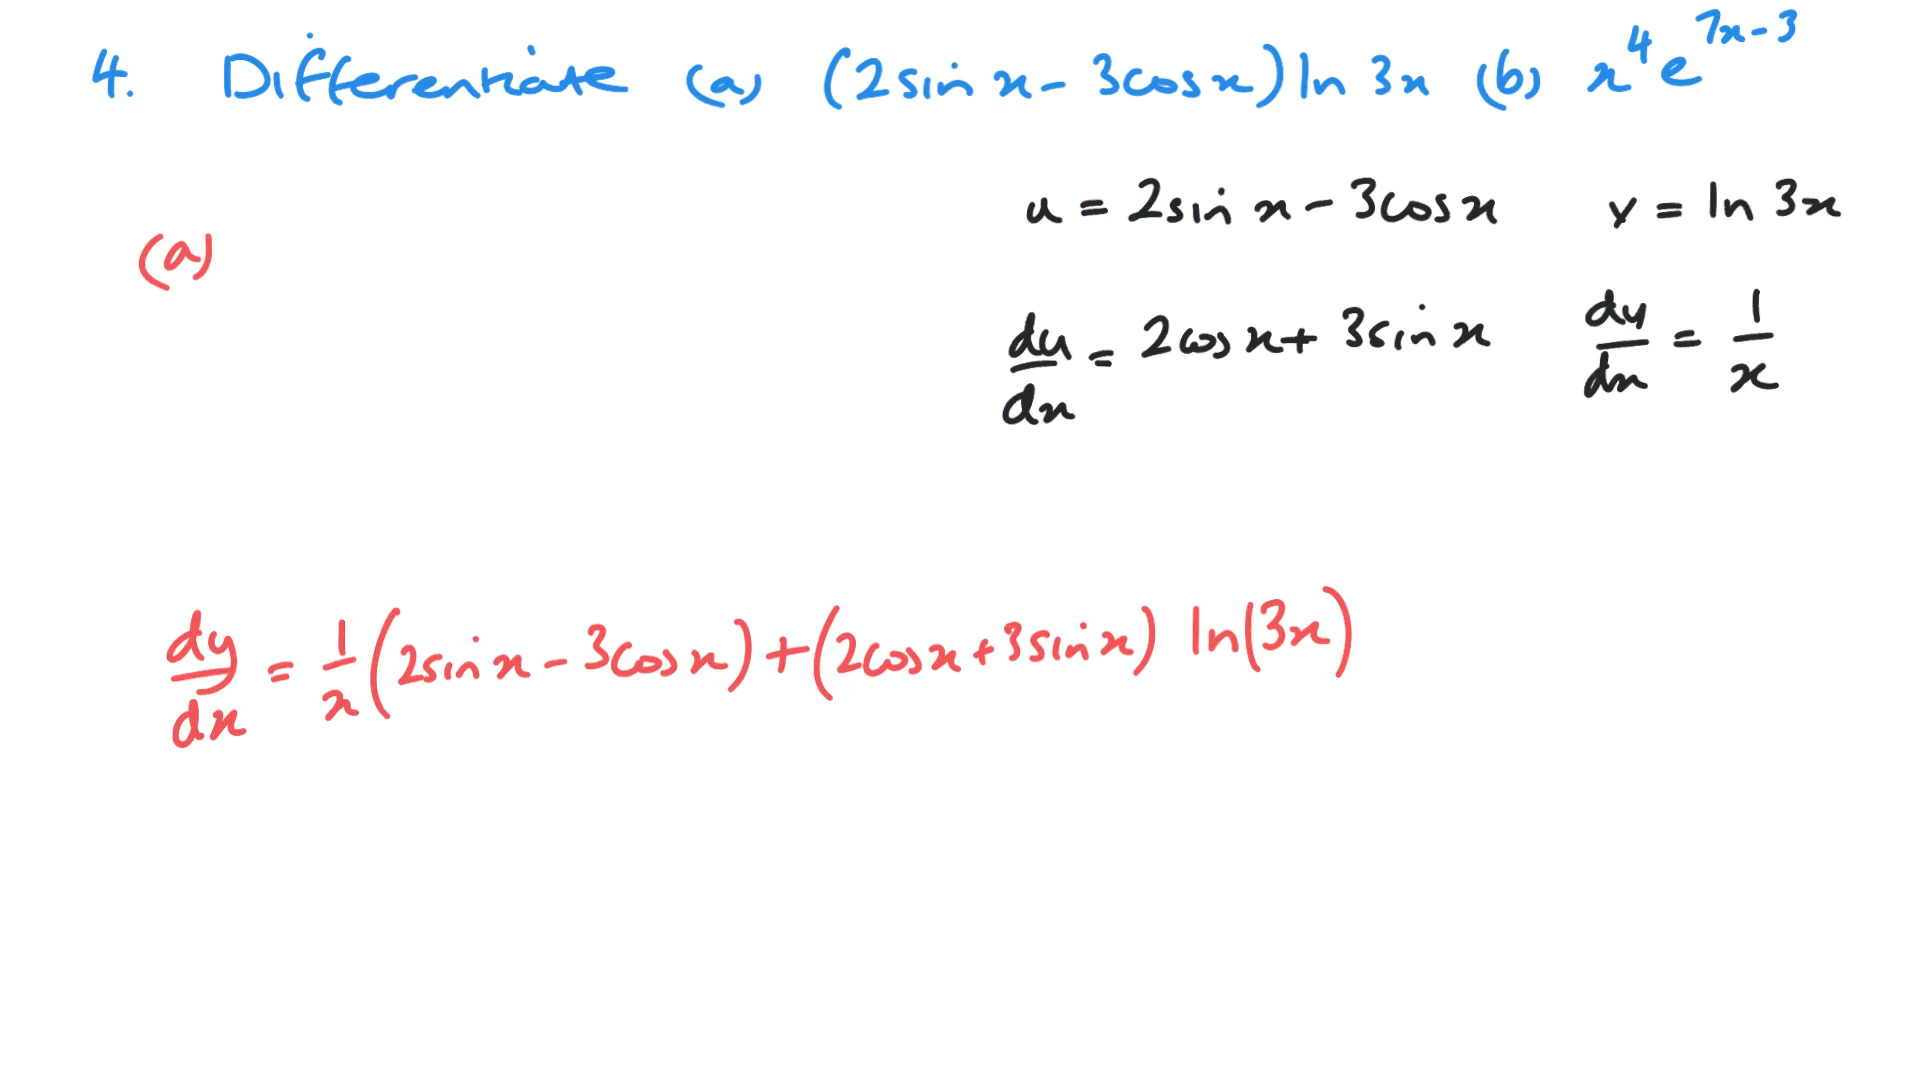 4. Differentiate (a) (2sin x - 3cos x) ln 3x (b) x⁴e^(7x-3)
u = 2sin x - 3cos x v = ln 3x
(a)
du/dx = 2cos x + 3sin x dy/dx = 1/x
dy/dx = 1/x (2sin x - 3cos x) + (2cos x + 3sin x) ln(3x)